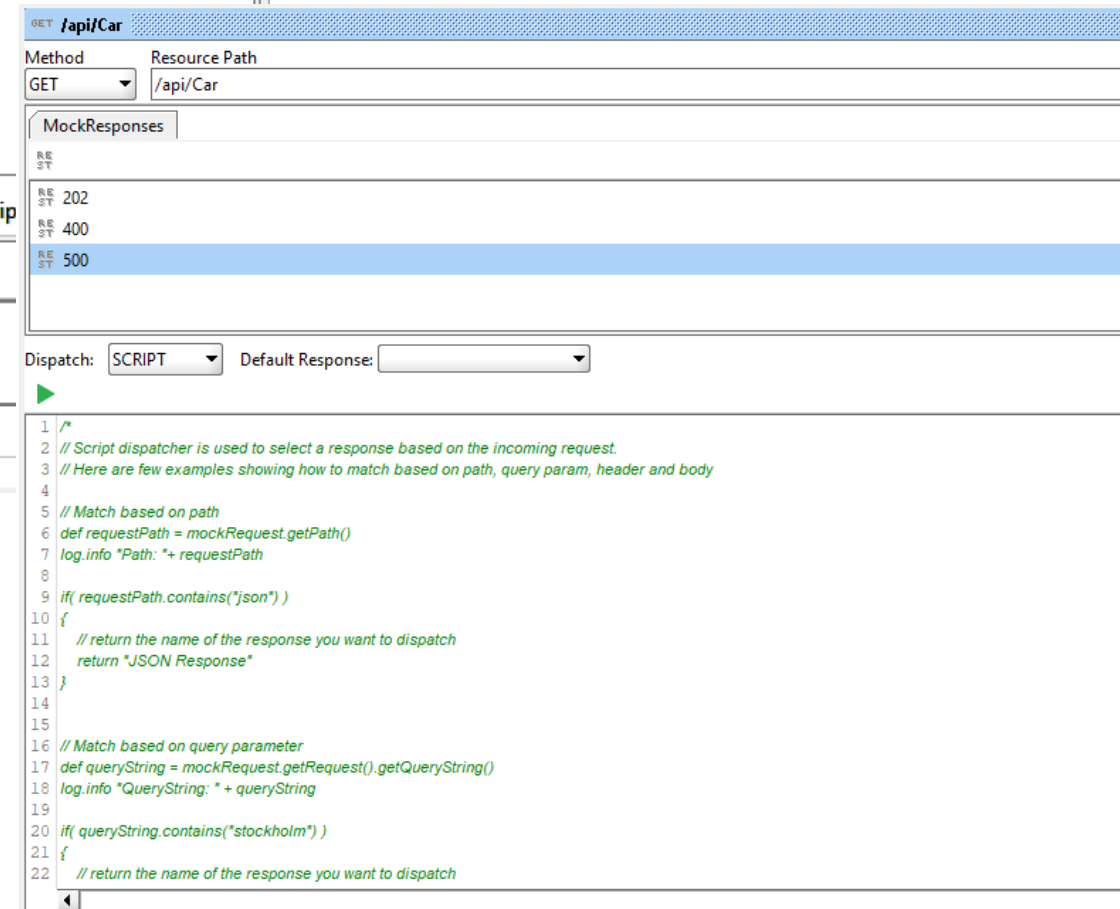 GET /api/Car
Method Resource Path
GET /api/Car
MockResponses
RE
ST
RE
ST 202
ip
RE
ST 400
RE
ST 500
Dispatch: SCRIPT Default Response:
1 /*
2 // Script dispatcher is used to select a response based on the incoming request.
3 // Here are few examples showing how to match based on path, query param, header and body
4
5 // Match based on path
6 def requestPath = mockRequest.getPath()
7 log.info "Path: "+ requestPath
8
9 if( requestPath.contains("json") )
10 {
11 // return the name of the response you want to dispatch
12 return "JSON Response"
13 }
14
15
16 // Match based on query parameter
17 def queryString = mockRequest.getRequest().getQueryString()
18 log.info "QueryString: " + queryString
19
20 if( queryString.contains("stockholm") )
21 {
22 // return the name of the response you want to dispatch